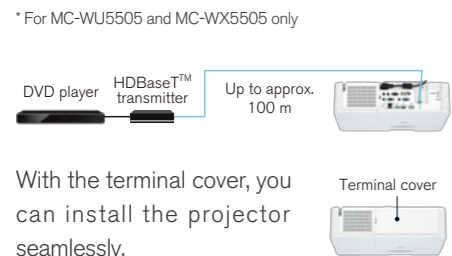 * For MC-WU5505 and MC-WX5505 only
DVD player
HDBaseT™
transmitter
Up to approx.
100 m
With the terminal cover, you
can install the projector
seamlessly.
Terminal cover